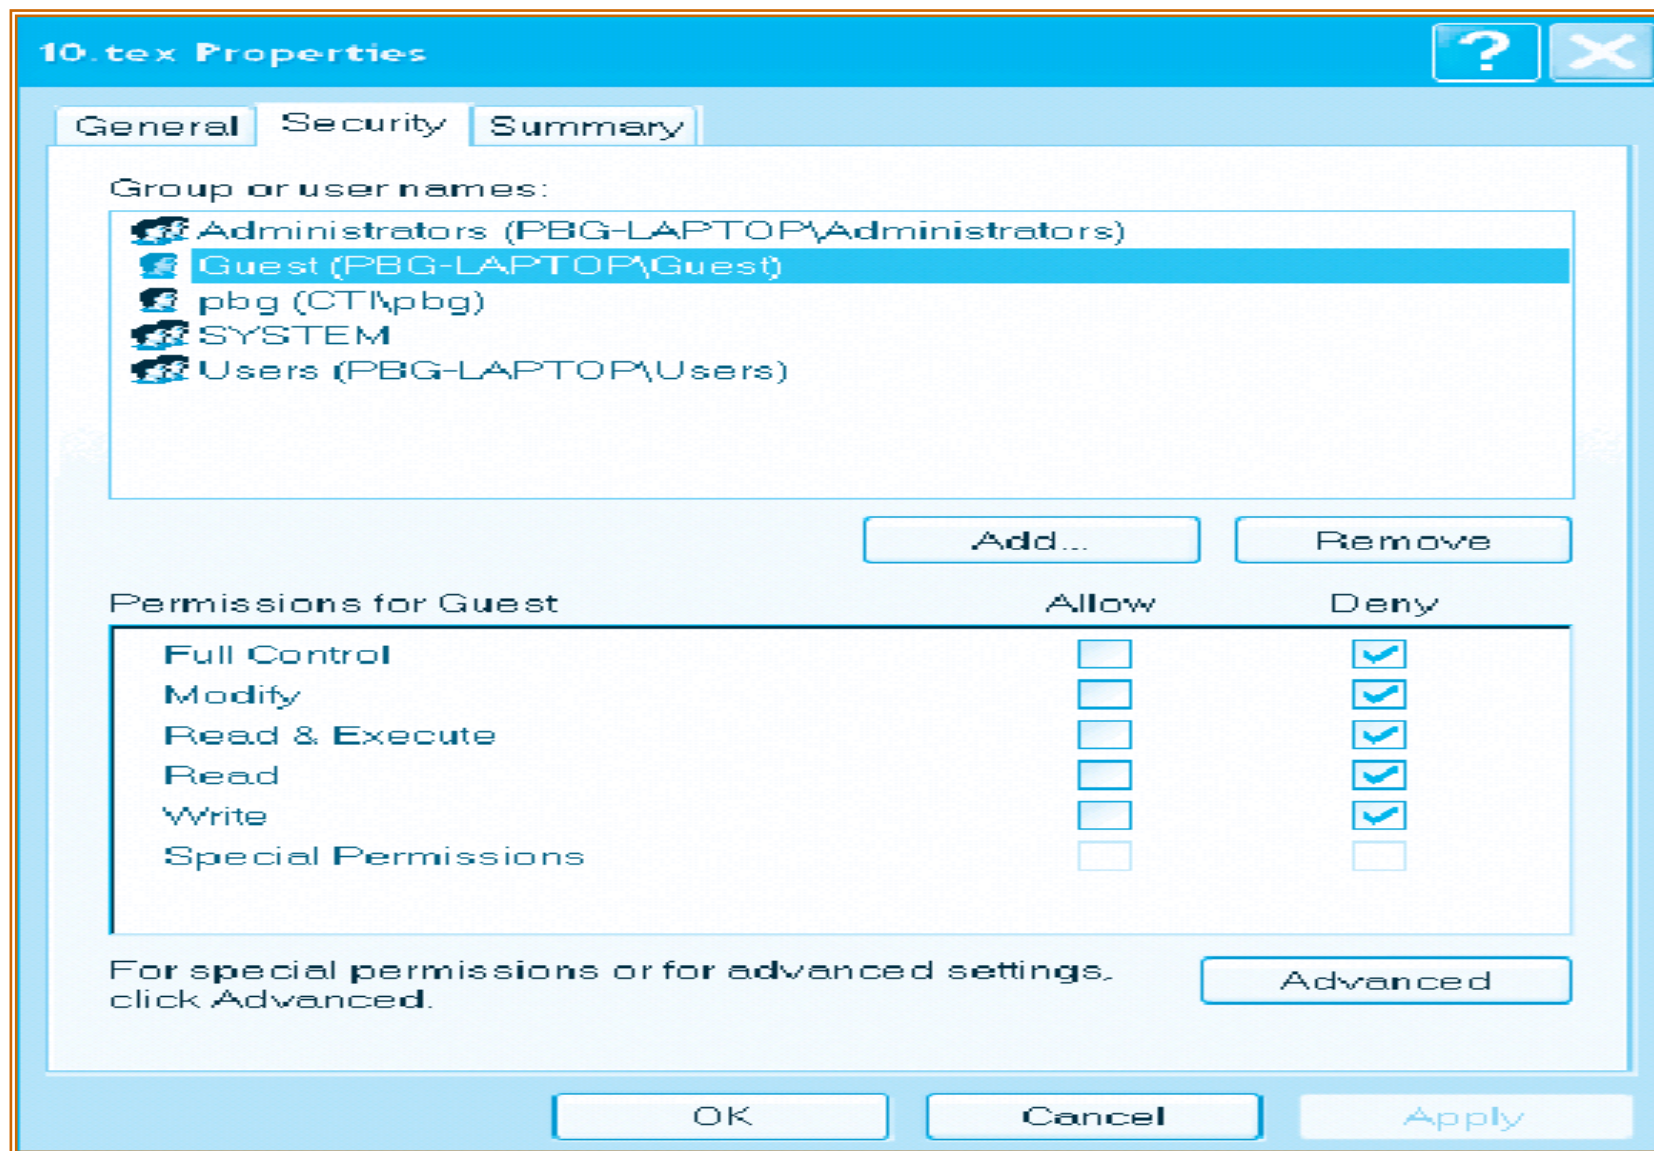 10.tex Properties
?
General Security Summary
Group or user names:
Administrators (PBG-LAPTOP\Administrators)
Guest (PBG-LAPTOP\Guest)
pbg (CTI\pbg)
SYSTEM
Users (PBG-LAPTOP\Users)
Add... Remove
Permissions for Guest Allow Deny
Full Control
Modify
Read & Execute
Read
Write
Special Permissions
For special permissions or for advanced settings,
click Advanced.
Advanced
OK Cancel Apply